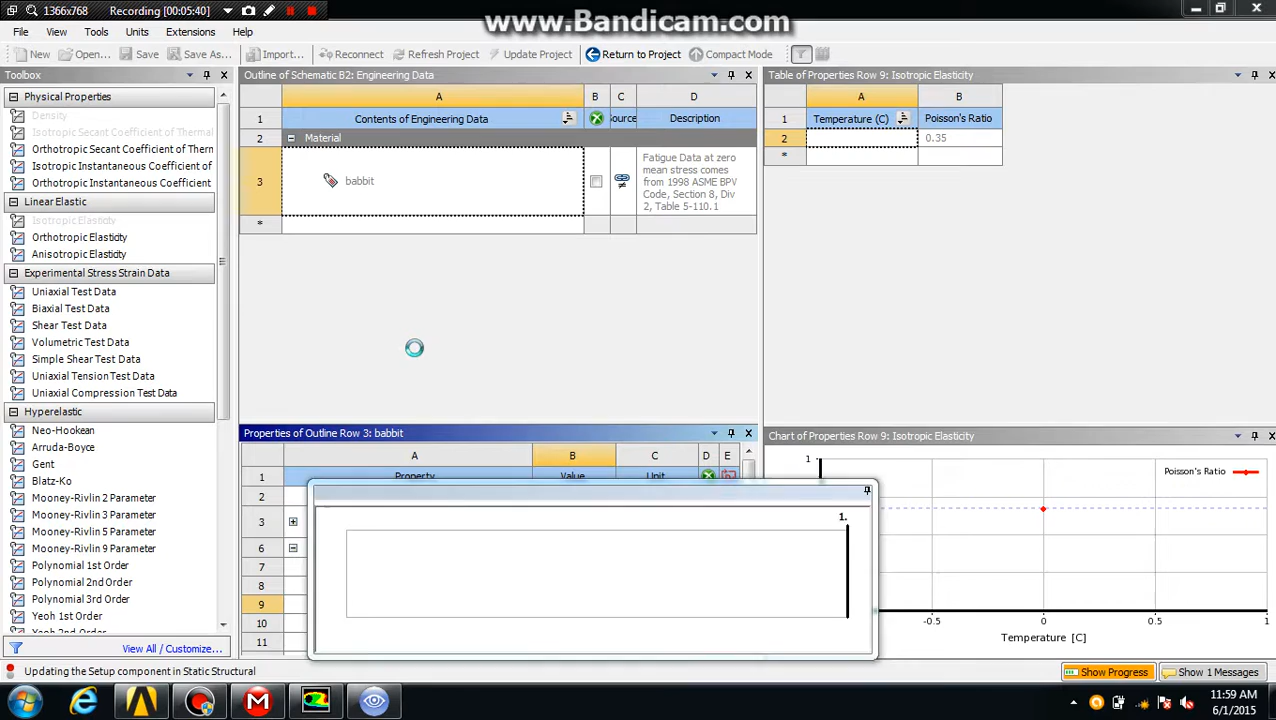 1366x768 Recording [00:05:40]
www.Bandicam.com
File View Tools Units Extensions Help
New Open... Save Save As... Import... Reconnect Refresh Project Update Project Return to Project Compact Mode
Toolbox
Physical Properties
Density
Isotropic Secant Coefficient of Thermal
Orthotropic Secant Coefficient of Therm
Isotropic Instantaneous Coefficient of
Orthotropic Instantaneous Coefficient of
Linear Elastic
Isotropic Elasticity
Orthotropic Elasticity
Anisotropic Elasticity
Experimental Stress Strain Data
Uniaxial Test Data
Biaxial Test Data
Shear Test Data
Volumetric Test Data
Simple Shear Test Data
Uniaxial Tension Test Data
Uniaxial Compression Test Data
Hyperelastic
Neo-Hookean
Arruda-Boyce
Gent
Blatz-Ko
Mooney-Rivlin 2 Parameter
Mooney-Rivlin 3 Parameter
Mooney-Rivlin 5 Parameter
Mooney-Rivlin 9 Parameter
Polynomial 1st Order
Polynomial 2nd Order
Polynomial 3rd Order
Yeoh 1st Order
Yeoh 2nd Order
View All / Customize...
Outline of Schematic B2: Engineering Data
A B C D
1 Contents of Engineering Data ource Description
2 Material
3 babbit
Fatigue Data at zero
mean stress comes
from 1998 ASME BPV
Code, Section 8, Div
2, Table 5-110.1
*
Properties of Outline Row 3: babbit
A B C D E
1 Property Value Unit
2
3
6
7
8
9
10
11
1.
Table of Properties Row 9: Isotropic Elasticity
A B
1 Temperature (C) Poisson's Ratio
2 0.35
*
Chart of Properties Row 9: Isotropic Elasticity
1
Poisson's Ratio
-0.5 0 0.5 1
Temperature [C]
Updating the Setup component in Static Structural
Show Progress Show 1 Messages
11:59 AM
6/1/2015